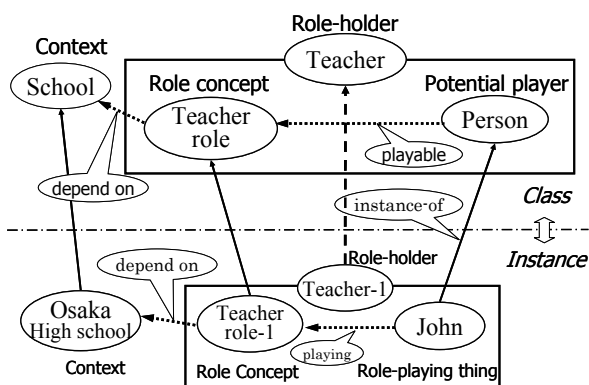 Role-holder
Teacher
Context
School
Role concept
Teacher
role
Potential player
Person
playable
depend on
instance-of
Class
Instance
depend on
Role-holder
Teacher-1
Osaka
High school
Teacher
role-1
John
playing
Context
Role Concept
Role-playing thing